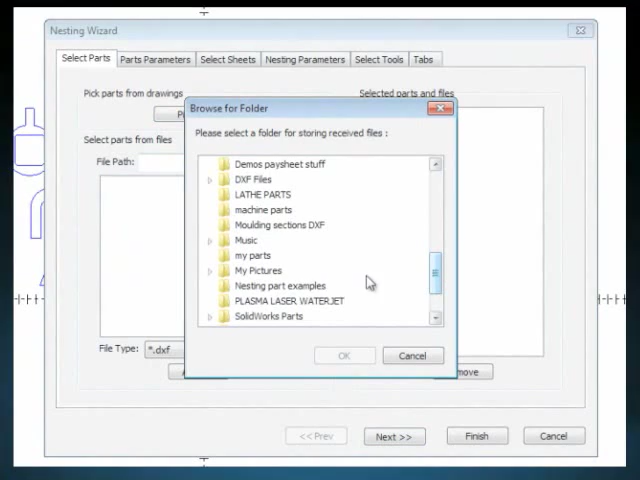 Nesting Wizard
Select Parts
Parts Parameters
Select Sheets
Nesting Parameters
Select Tools
Tabs
Pick parts from drawings
Selected parts and files
Select parts from files
File Path:
Browse for Folder
Please select a folder for storing received files :
Demos paysheet stuff
DXF Files
LATHE PARTS
machine parts
Moulding sections DXF
Music
my parts
My Pictures
Nesting part examples
PLASMA LASER WATERJET
SolidWorks Parts
OK
Cancel
File Type:
*.dxf
<< Prev
Next >>
Finish
Cancel